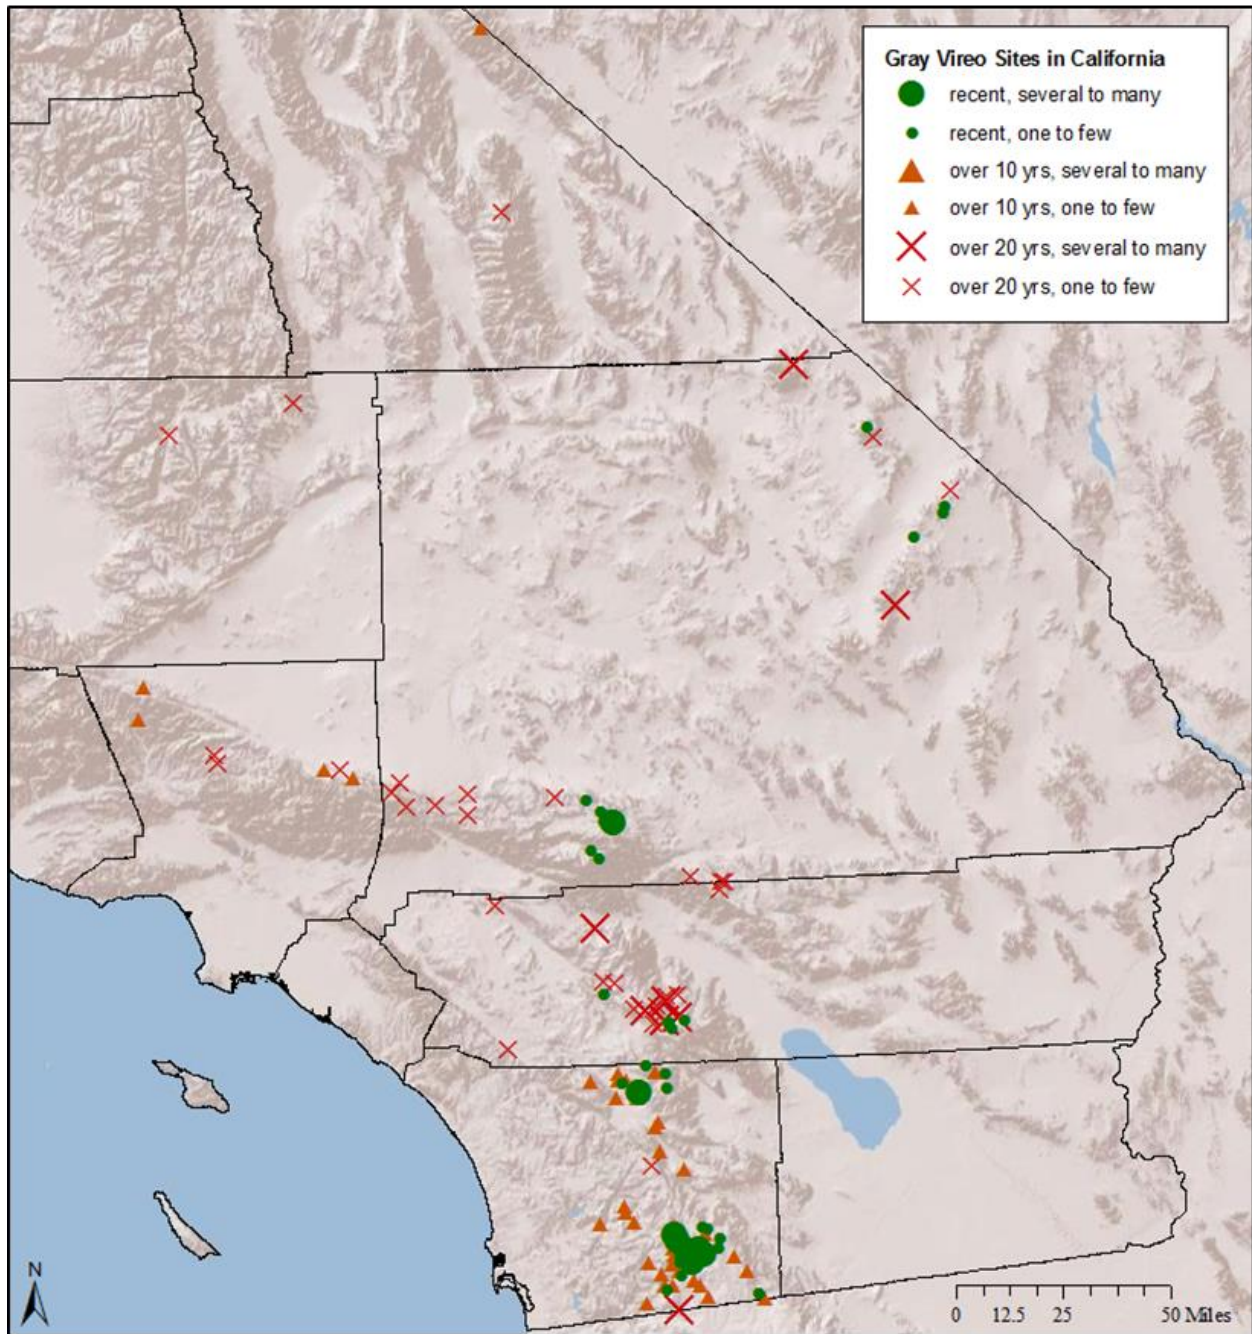 Gray Vireo Sites in California
recent, several to many
recent, one to few
over 10 yrs, several to many
over 10 yrs, one to few
over 20 yrs, several to many
over 20 yrs, one to few
N
0 12.5 25 50 Miles